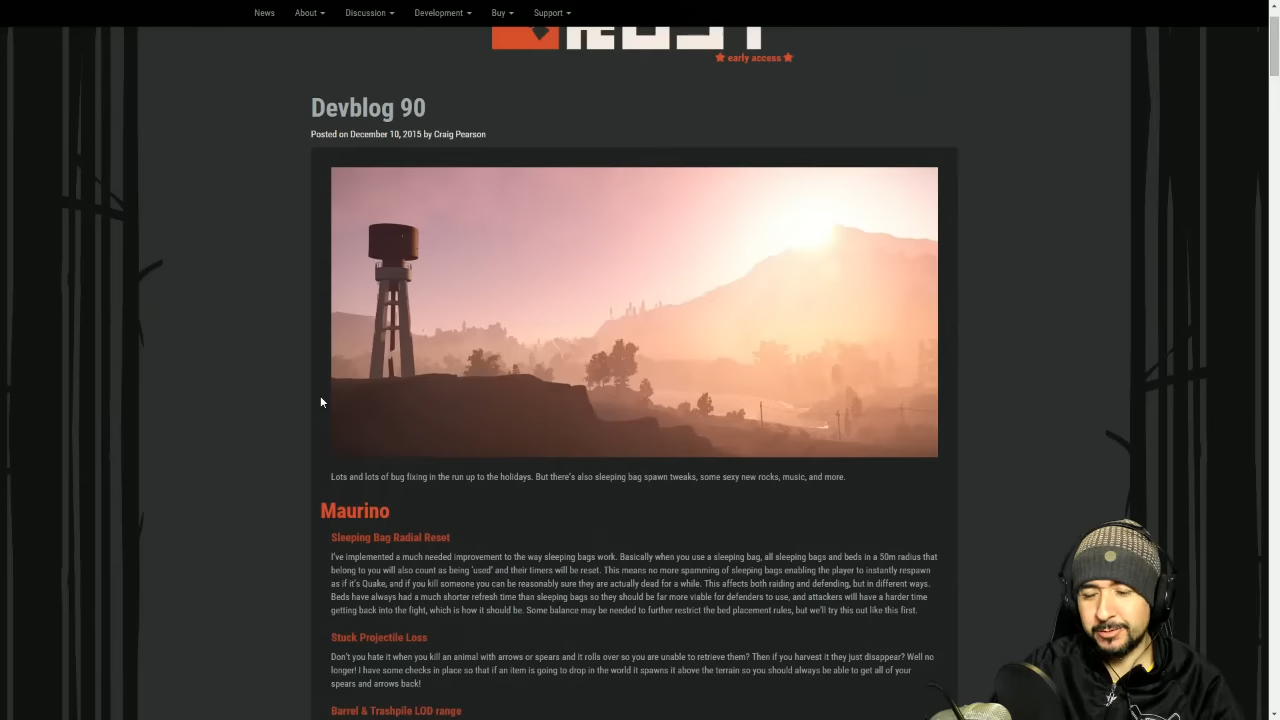 News About Discussion Development Buy Support
RUST
early access
Devblog 90
Posted on December 10, 2015 by Craig Pearson
Lots and lots of bug fixing in the run up to the holidays. But there's also sleeping bag spawn tweaks, some sexy new rocks, music, and more.
Maurino
Sleeping Bag Radial Reset
I've implemented a much needed improvement to the way sleeping bags work. Basically when you use a sleeping bag, all sleeping bags and beds in a 50m radius that
belong to you will also count as being 'used' and their timers will be reset. This means no more spamming of sleeping bags enabling the player to instantly respawn
as if it's Quake, and if you kill someone you can be reasonably sure they are actually dead for a while. This affects both raiding and defending, but in different ways.
Beds have always had a much shorter refresh time than sleeping bags so they should be far more viable for defenders to use, and attackers will have a harder time
getting back into the fight, which is how it should be. Some balance may be needed to further restrict the bed placement rules, but we'll try this out like this first.
Stuck Projectile Loss
Don't you hate it when you kill an animal with arrows or spears and it rolls over so you are unable to retrieve them? Then if you harvest it they just disappear? Well no
longer! I have some checks in place so that if an item is going to drop in the world it spawns it above the terrain so you should always be able to get all of your
spears and arrows back!
Barrel & Trashpile LOD range